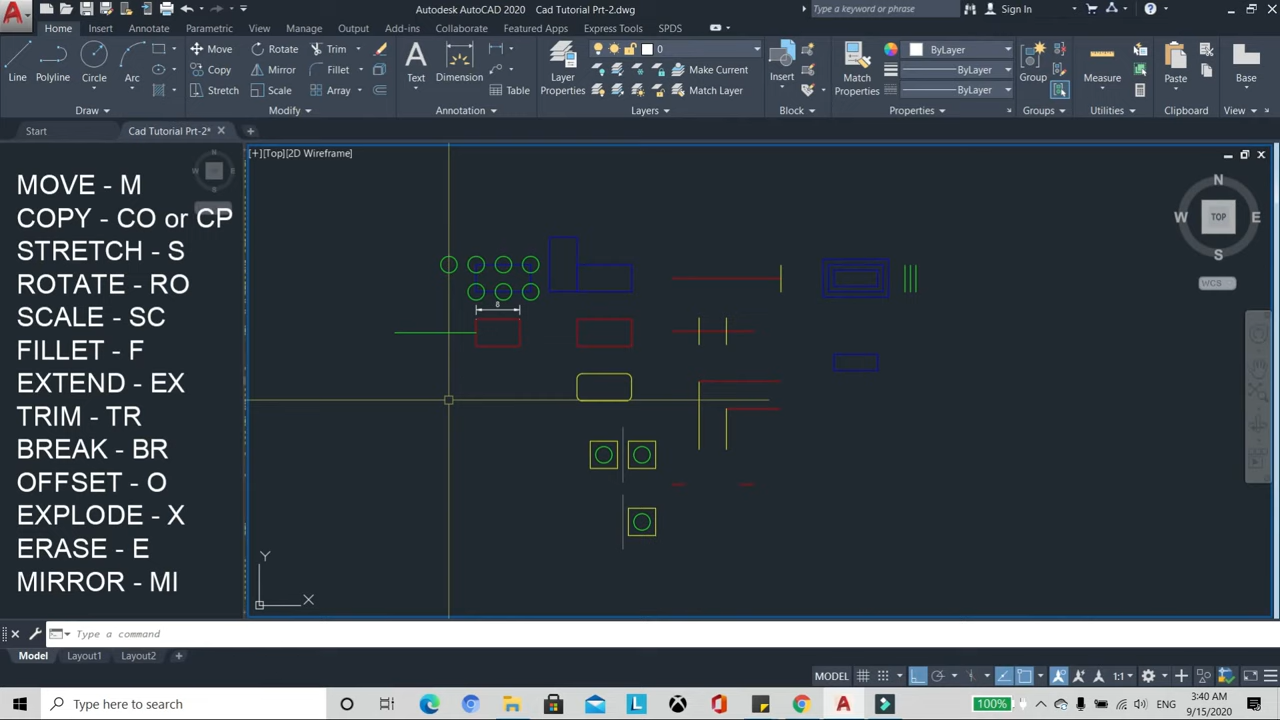 Autodesk AutoCAD 2020 Cad Tutorial Prt-2.dwg
Type a keyword or phrase
Sign In
Home Insert Annotate Parametric View Manage Output Add-ins Collaborate Featured Apps Express Tools SPDS
Line Polyline Circle Arc
Move Rotate Trim
Copy Mirror Fillet
Stretch Scale Array
Text Dimension
Table
Layer Properties
0
Make Current
Match Layer
Insert
Match Properties
ByLayer
ByLayer
ByLayer
Group
Measure
Paste
Base
Draw Modify Annotation Layers Block Properties Groups Utilities Clipboard View
Start Cad Tutorial Prt-2*
[+][Top][2D Wireframe]
MOVE - M
COPY - CO or CP
STRETCH - S
ROTATE - RO
SCALE - SC
FILLET - F
EXTEND - EX
TRIM - TR
BREAK - BR
OFFSET - O
EXPLODE - X
ERASE - E
MIRROR - MI
8
N
W TOP E
S
WCS
Y
X
Type a command
Model Layout1 Layout2
MODEL
1:1
Type here to search
100%
ENG
3:40 AM
9/15/2020